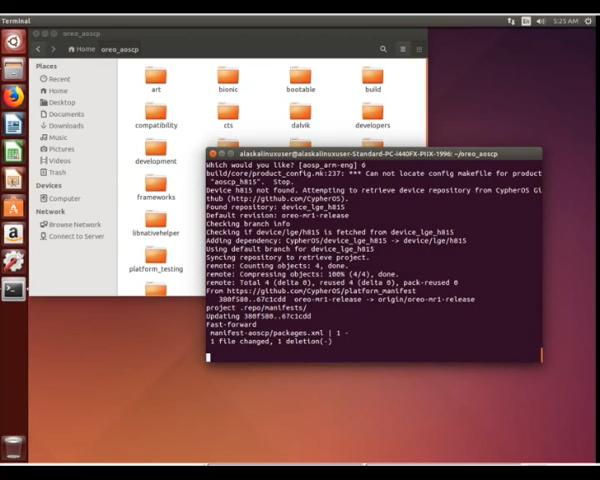 Terminal
En
5:25 AM
oreo_aoscp
Home
oreo_aoscp
Places
Recent
Home
Desktop
Documents
Downloads
Music
Pictures
Videos
Trash
Devices
Computer
Network
Browse Network
Connect to Server
art
bionic
bootable
build
compatibility
cts
dalvik
developers
development
frameworks
libnativehelper
platform_testing
alaskalinuxuser@alaskalinuxuser-Standard-PC-i440FX-PIIX-1996: ~/oreo_aoscp
Which would you like? [aosp_arm-eng] 6
build/core/product_config.mk:237: *** Can not locate config makefile for product
"aoscp_h815". Stop.
Device h815 not found. Attempting to retrieve device repository from CypherOS Gi
thub (http://github.com/CypherOS).
Found repository: device_lge_h815
Default revision: oreo-mr1-release
Checking branch info
Checking if device/lge/h815 is fetched from device_lge_h815
Adding dependency: CypherOS/device_lge_h815 -> device/lge/h815
Using default branch for device_lge_h815
Syncing repository to retrieve project.
remote: Counting objects: 4, done.
remote: Compressing objects: 100% (4/4), done.
remote: Total 4 (delta 0), reused 4 (delta 0), pack-reused 0
From https://github.com/CypherOS/platform_manifest
380f580..67c1cdd oreo-mr1-release -> origin/oreo-mr1-release
project .repo/manifests/
Updating 380f580..67c1cdd
Fast-forward
manifest-aoscp/packages.xml | 1 -
1 file changed, 1 deletion(-)